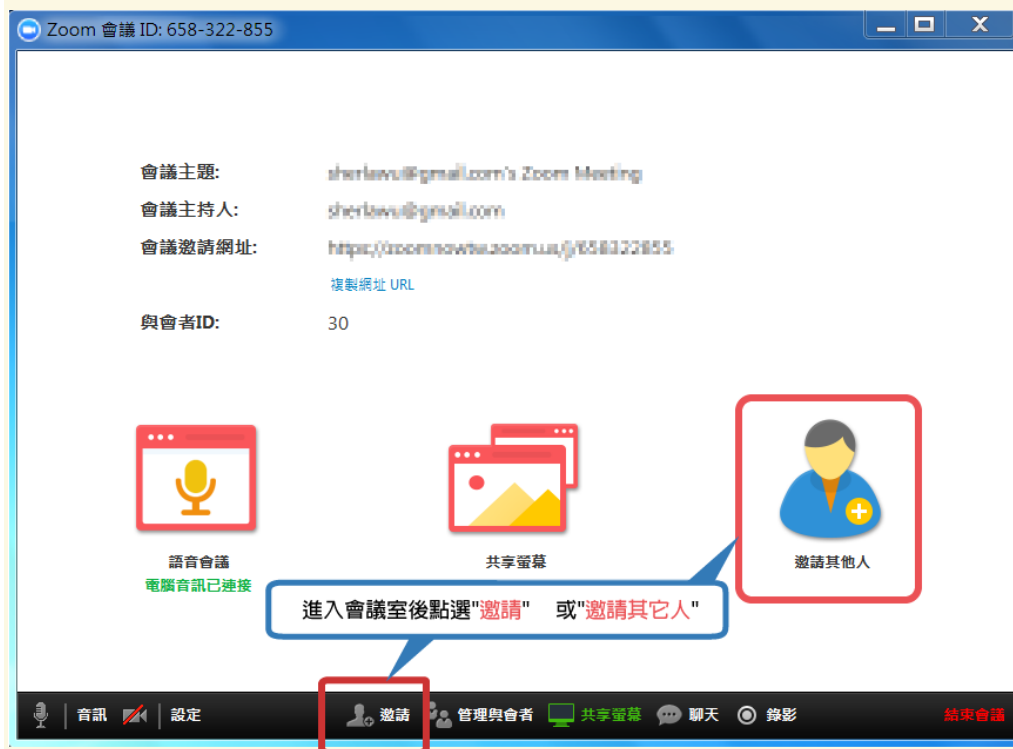 Zoom 會議 ID: 658-322-855
會議主題:
會議主持人:
會議邀請網址:
複製網址 URL
與會者ID: 30
語音會議 共享螢幕 邀請其他人
電腦音訊已連接
進入會議室後點選"邀請" 或"邀請其它人"
音訊 設定 邀請 管理與會者 共享螢幕 聊天 錄影 結束會議